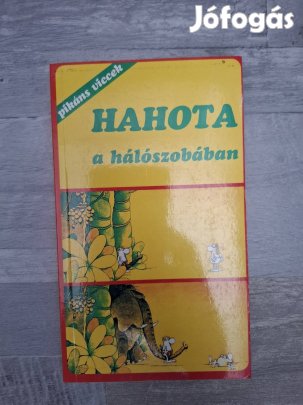 Jófogás
pikáns viccek
HAHOTA
a hálószobában